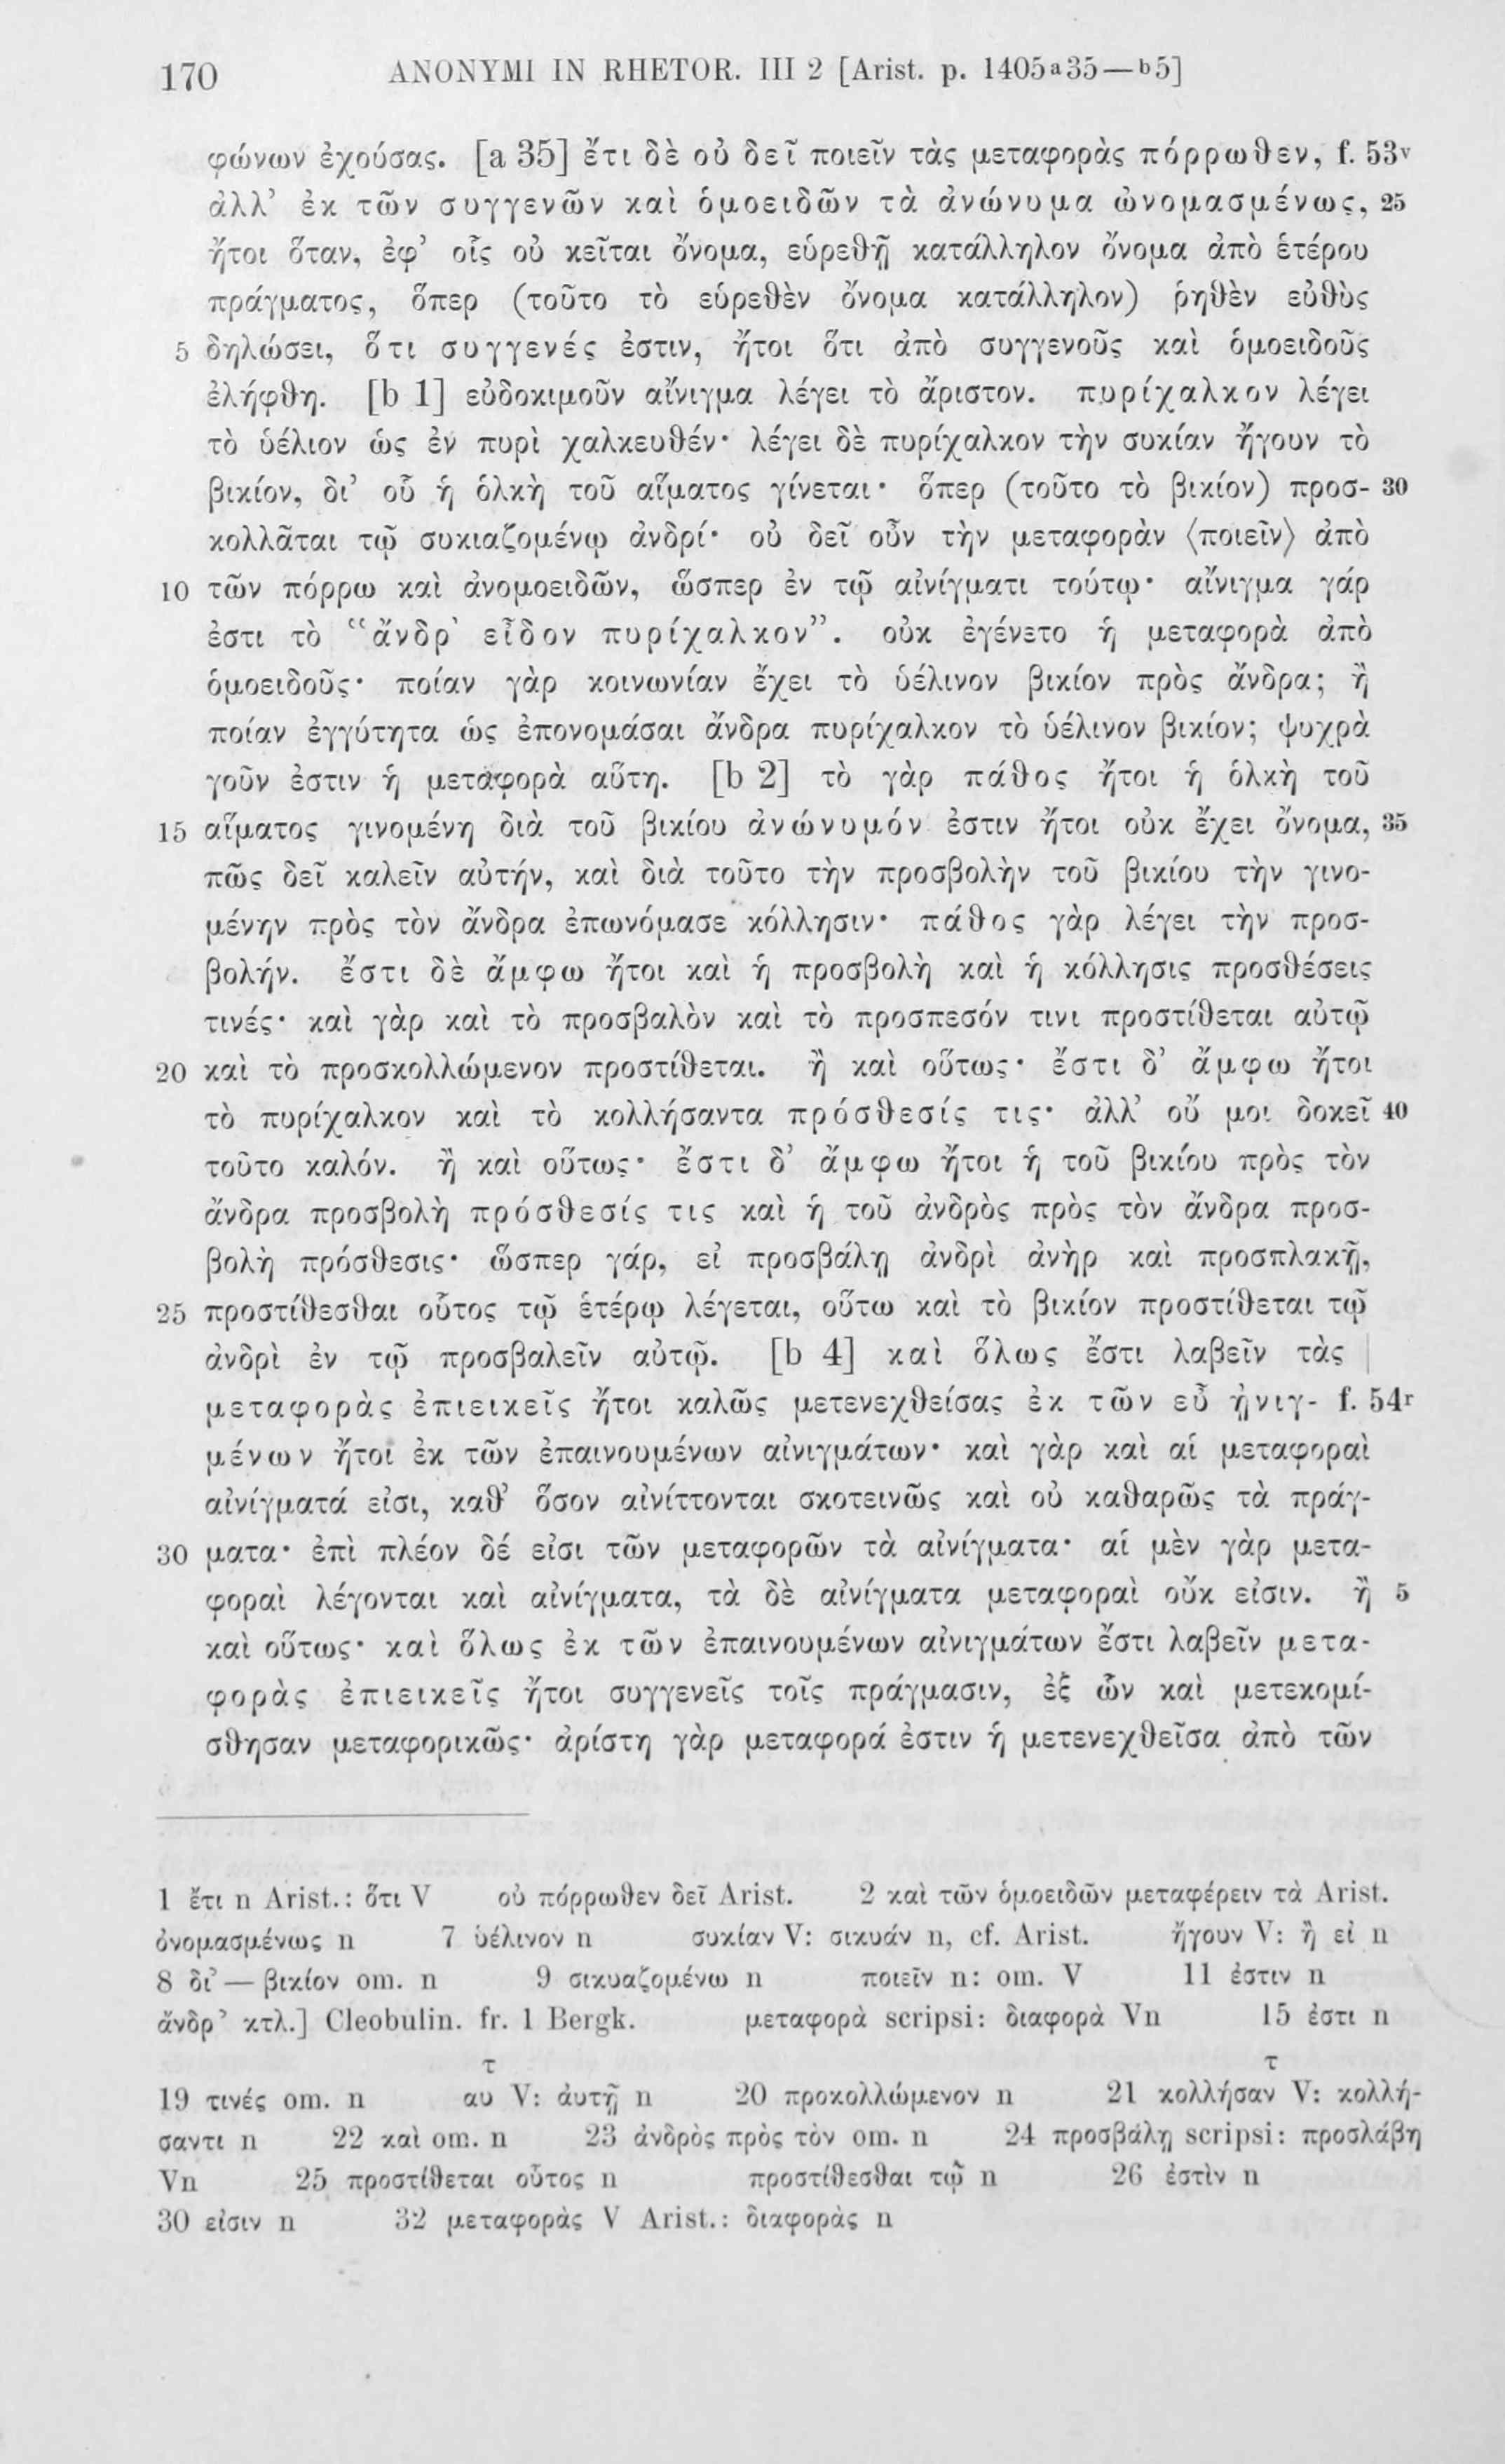 170 ANONYMI IN RHETOR. III 2 [Arist. p. 1405a35—b5]
φώνων ἐχούσας. [a 35] ἔτι δὲ οὐ δεῖ ποιεῖν τὰς μεταφορὰς πόρρωθεν, f. 53v
ἀλλ’ ἐκ τῶν συγγενῶν καὶ ὁμοειδῶν τὰ ἀνώνυμα ὠνομασμένως, 25
ἤτοι ὅταν, ἐφ’ οἷς οὐ κεῖται ὄνομα, εὑρεθῇ κατάλληλον ὄνομα ἀπὸ ἑτέρου
πράγματος, ὅπερ (τοῦτο τὸ εὑρεθὲν ὄνομα κατάλληλον) ῥηθὲν εὐθὺς
5 δηλώσει, ὅτι συγγενές ἐστιν, ἤτοι ὅτι ἀπὸ συγγενοῦς καὶ ὁμοειδοῦς
ἐλήφθη. [b 1] εὐδοκιμοῦν αἴνιγμα λέγει τὸ ἄριστον. πυρίχαλκον λέγει
τὸ ὑέλιον ὡς ἐν πυρὶ χαλκευθέν· λέγει δὲ πυρίχαλκον τὴν συκίαν ἤγουν τὸ
βικίον, δι’ οὗ ἡ ὁλκὴ τοῦ αἵματος γίνεται· ὅπερ (τοῦτο τὸ βικίον) προσ- 30
κολλᾶται τῷ συκιαζομένῳ ἀνδρί· οὐ δεῖ οὖν τὴν μεταφορὰν ⟨ποιεῖν⟩ ἀπὸ
10 τῶν πόρρω καὶ ἀνομοειδῶν, ὥσπερ ἐν τῷ αἰνίγματι τούτῳ· αἴνιγμα γάρ
ἐστι τὸ “ἄνδρ’ εἶδον πυρίχαλκον”. οὐκ ἐγένετο ἡ μεταφορὰ ἀπὸ
ὁμοειδοῦς· ποίαν γὰρ κοινωνίαν ἔχει τὸ ὑέλινον βικίον πρὸς ἄνδρα; ἢ
ποίαν ἐγγύτητα ὡς ἐπονομάσαι ἄνδρα πυρίχαλκον τὸ ὑέλινον βικίον; ψυχρὰ
γοῦν ἐστιν ἡ μεταφορὰ αὕτη. [b 2] τὸ γὰρ πάθος ἤτοι ἡ ὁλκὴ τοῦ
15 αἵματος γινομένη διὰ τοῦ βικίου ἀνώνυμόν ἐστιν ἤτοι οὐκ ἔχει ὄνομα, 35
πῶς δεῖ καλεῖν αὐτήν, καὶ διὰ τοῦτο τὴν προσβολὴν τοῦ βικίου τὴν γινο-
μένην πρὸς τὸν ἄνδρα ἐπωνόμασε κόλλησιν· πάθος γὰρ λέγει τὴν προσ-
βολήν. ἔστι δὲ ἄμφω ἤτοι καὶ ἡ προσβολὴ καὶ ἡ κόλλησις προσθέσεις
τινές· καὶ γὰρ καὶ τὸ προσβαλὸν καὶ τὸ προσπεσόν τινι προστίθεται αὐτῷ
20 καὶ τὸ προσκολλώμενον προστίθεται. ἢ καὶ οὕτως· ἔστι δ’ ἄμφω ἤτοι
τὸ πυρίχαλκον καὶ τὸ κολλήσαντα πρόσθεσίς τις· ἀλλ’ οὔ μοι δοκεῖ 40
τοῦτο καλόν. ἢ καὶ οὕτως· ἔστι δ’ ἄμφω ἤτοι ἡ τοῦ βικίου πρὸς τὸν
ἄνδρα προσβολὴ πρόσθεσίς τις καὶ ἡ τοῦ ἀνδρὸς πρὸς τὸν ἄνδρα προσ-
βολὴ πρόσθεσις· ὥσπερ γάρ, εἰ προσβάλῃ ἀνδρὶ ἀνὴρ καὶ προσπλακῇ,
25 προστίθεσθαι οὗτος τῷ ἑτέρῳ λέγεται, οὕτω καὶ τὸ βικίον προστίθεται τῷ
ἀνδρὶ ἐν τῷ προσβαλεῖν αὐτῷ. [b 4] καὶ ὅλως ἔστι λαβεῖν τὰς |
μεταφορὰς ἐπιεικεῖς ἤτοι καλῶς μετενεχθείσας ἐκ τῶν εὖ ᾐνιγ- f. 54r
μένων ἤτοι ἐκ τῶν ἐπαινουμένων αἰνιγμάτων· καὶ γὰρ καὶ αἱ μεταφοραὶ
αἰνίγματά εἰσι, καθ’ ὅσον αἰνίττονται σκοτεινῶς καὶ οὐ καθαρῶς τὰ πράγ-
30 ματα· ἐπὶ πλέον δέ εἰσι τῶν μεταφορῶν τὰ αἰνίγματα· αἱ μὲν γὰρ μετα-
φοραὶ λέγονται καὶ αἰνίγματα, τὰ δὲ αἰνίγματα μεταφοραὶ οὔκ εἰσιν. ἢ 5
καὶ οὕτως· καὶ ὅλως ἐκ τῶν ἐπαινουμένων αἰνιγμάτων ἔστι λαβεῖν μετα-
φορὰς ἐπιεικεῖς ἤτοι συγγενεῖς τοῖς πράγμασιν, ἐξ ὧν καὶ μετεκομί-
σθησαν μεταφορικῶς· ἀρίστη γὰρ μεταφορά ἐστιν ἡ μετενεχθεῖσα ἀπὸ τῶν
1 ἔτι n Arist.: ὅτι V οὐ πόρρωθεν δεῖ Arist. 2 καὶ τῶν ὁμοειδῶν μεταφέρειν τὰ Arist.
ὀνομασμένως n 7 ὑέλινον n συκίαν V: σικυάν n, cf. Arist. ἤγουν V: ἢ εἰ n
8 δι’ — βικίον om. n 9 σικυαζομένω n ποιεῖν n: om. V 11 ἐστιν n
ἄνδρ’ κτλ.] Cleobulin. fr. 1 Bergk. μεταφορὰ scripsi: διαφορὰ Vn 15 ἐστι n
τ τ
19 τινές om. n αυ V: ἀυτῇ n 20 προκολλώμενον n 21 κολλήσαν V: κολλή-
σαντι n 22 καὶ om. n 23 ἀνδρὸς πρὸς τὸν om. n 24 προσβάλῃ scripsi: προσλάβη
Vn 25 προστίθεται οὗτος n προστίθεσθαι τῷ n 26 ἐστὶν n
30 εἰσιν n 32 μεταφορὰς V Arist.: διαφορὰς n